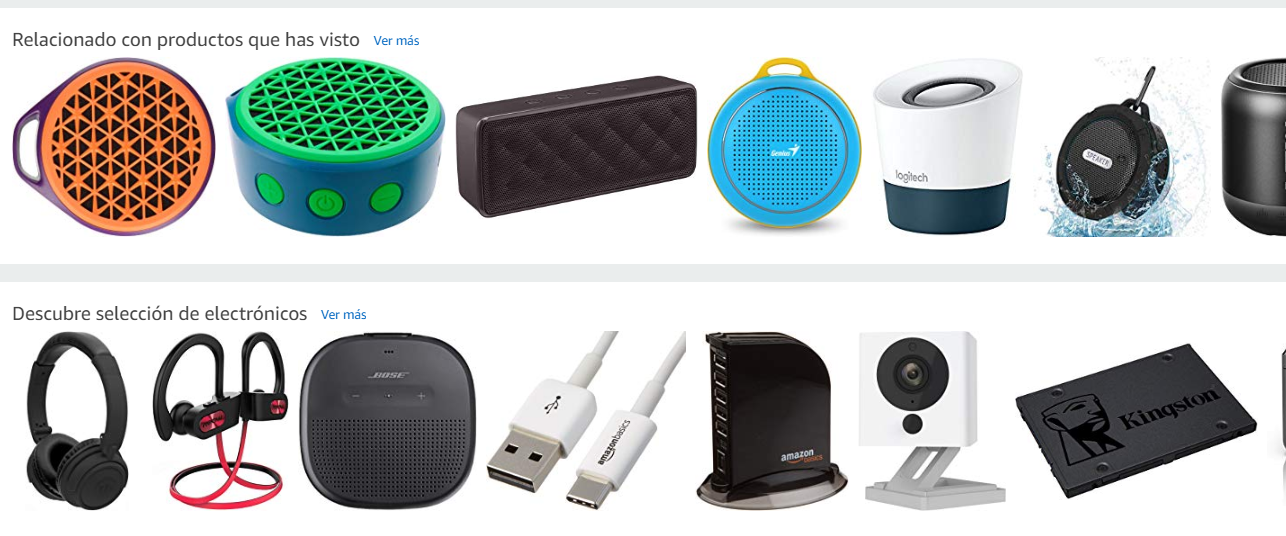 Relacionado con productos que has visto Ver más
Genius
logitech
SPEAKER
Descubre selección de electrónicos Ver más
BOSE
amazonbasics
amazon
basics
Kingston